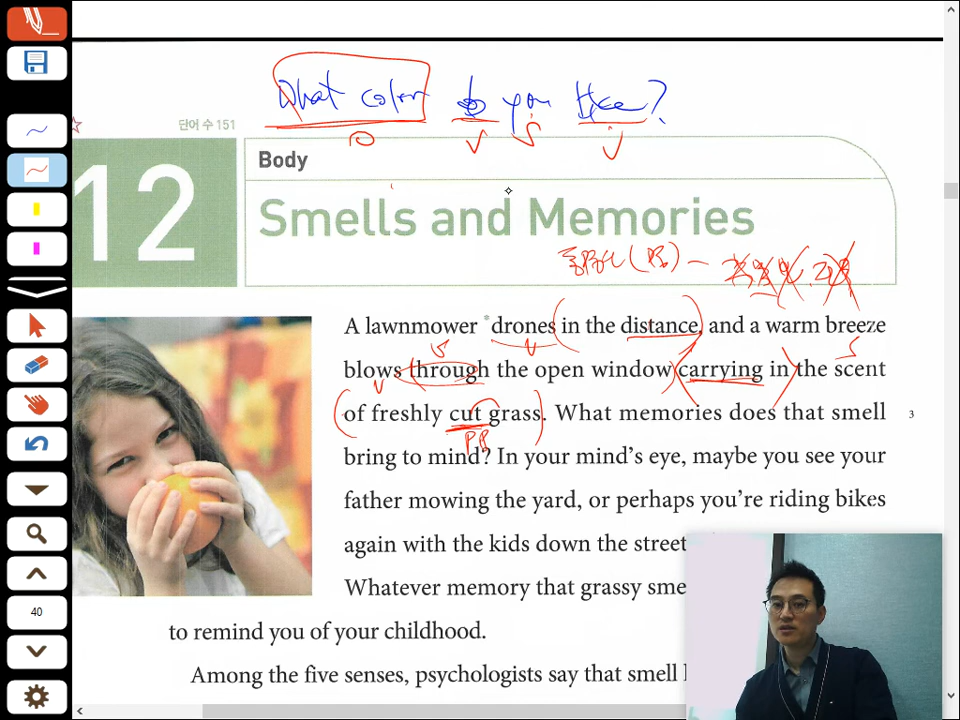 What color do you like?
O V S V
단어 수 151
12
Body
Smells and Memories
A lawnmower *drones (in the distance, and a warm breeze
V V S
blows through the open window) (carrying in) the scent
V
(of freshly cut grass). What memories does that smell
3
P.P.
bring to mind? In your mind's eye, maybe you see your
father mowing the yard, or perhaps you're riding bikes
again with the kids down the street
Whatever memory that grassy sme
to remind you of your childhood.
Among the five senses, psychologists say that smell
40